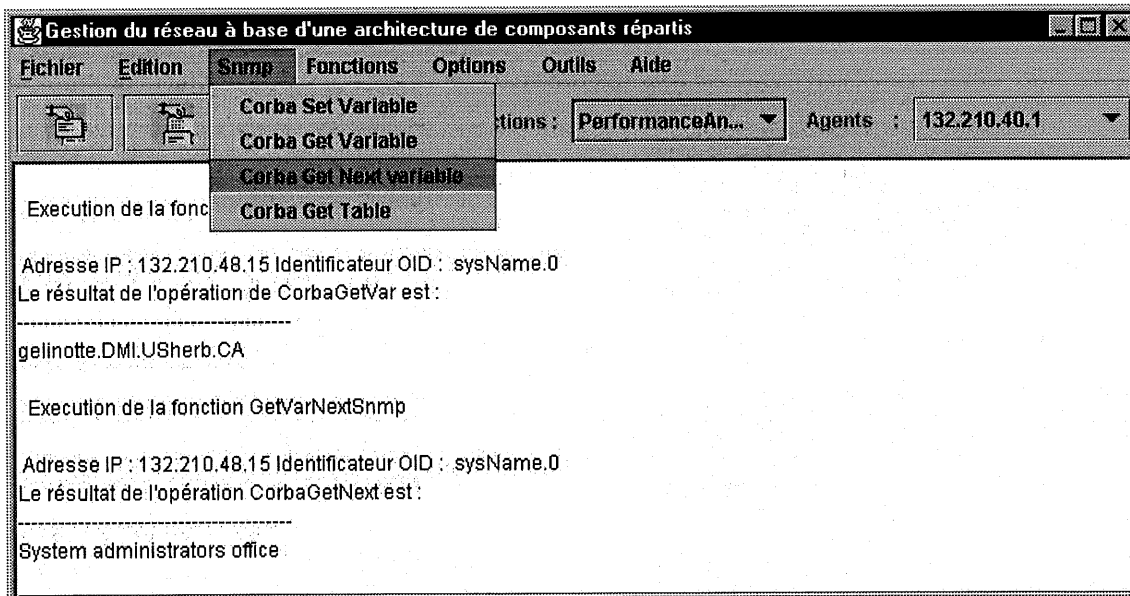 Gestion du réseau à base d'une architecture de composants répartis
Fichier Edition Snmp Fonctions Options Outils Aide
Corba Set Variable
Corba Get Variable
Corba Get Next variable
Corba Get Table
ctions : PerformanceAn... Agents : 132.210.40.1
Execution de la fonc
Adresse IP : 132.210.48.15 Identificateur OID : sysName.0
Le résultat de l'opération de CorbaGetVar est :
----------------------------------------
gelinotte.DMI.USherb.CA
Execution de la fonction GetVarNextSnmp
Adresse IP : 132.210.48.15 Identificateur OID : sysName.0
Le résultat de l'opération CorbaGetNext est :
----------------------------------------
System administrators office